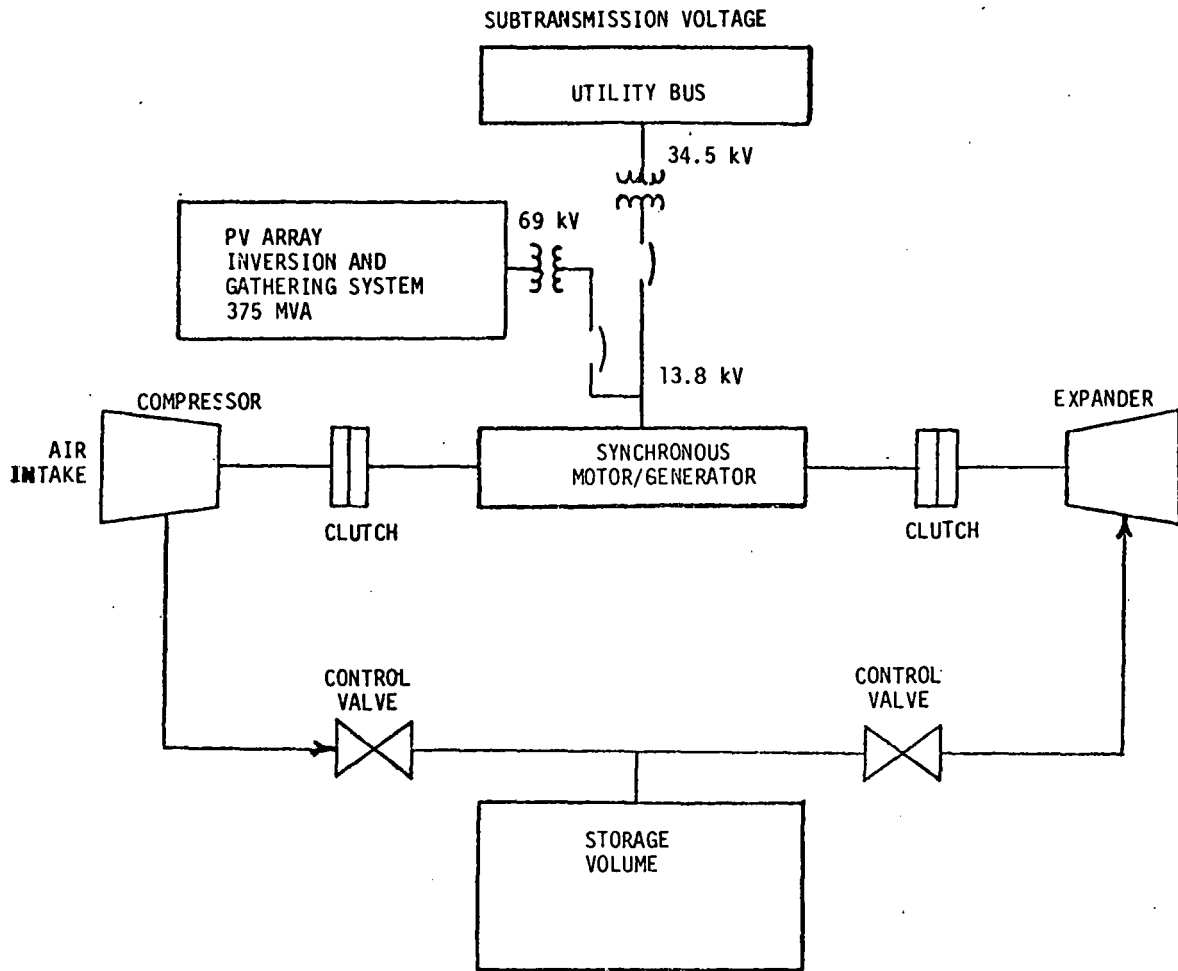 SUBTRANSMISSION VOLTAGE
UTILITY BUS
34.5 kV
69 kV
PV ARRAY
INVERSION AND
GATHERING SYSTEM
375 MVA
13.8 kV
COMPRESSOR
EXPANDER
AIR
INTAKE
SYNCHRONOUS
MOTOR/GENERATOR
CLUTCH
CLUTCH
CONTROL
VALVE
CONTROL
VALVE
STORAGE
VOLUME